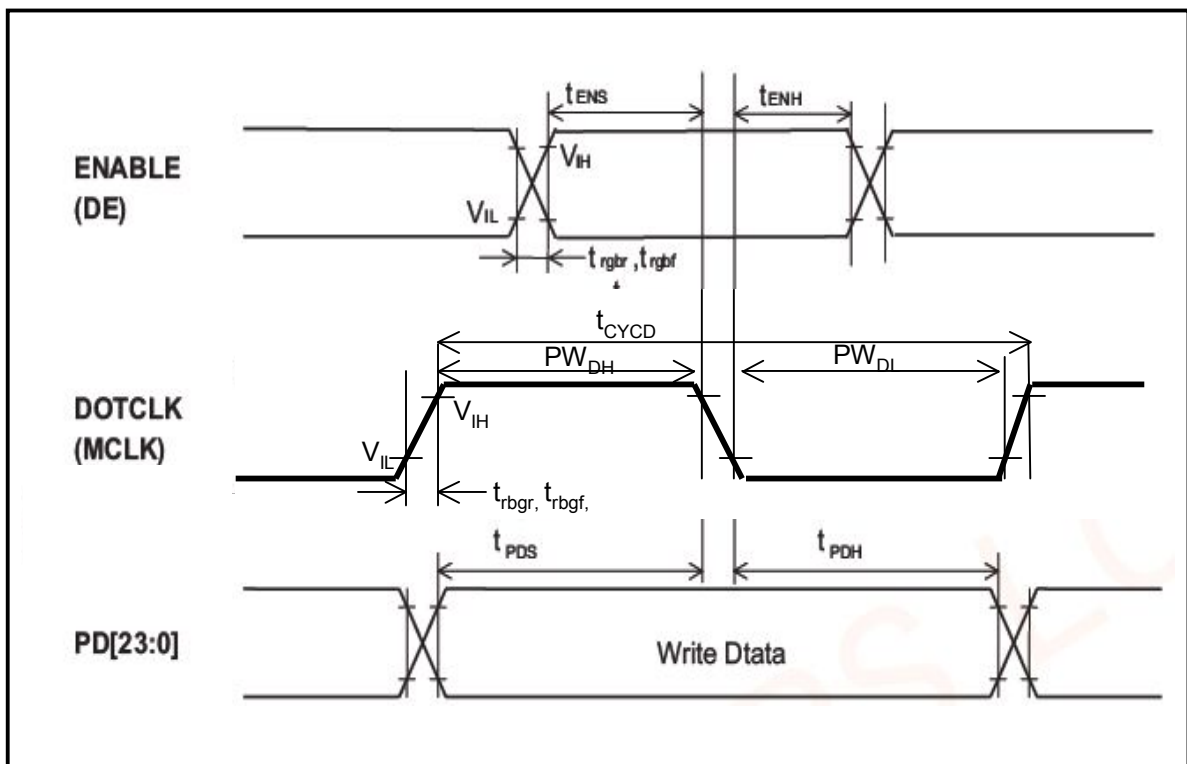 tENS
tENH
ENABLE
(DE)
VIH
VIL
trgbr ,trgbf
tCYCD
PWDH
PWDL
DOTCLK
(MCLK)
VIH
VIL
trbgr, trbgf,
tPDS
tPDH
PD[23:0]
Write Dtata